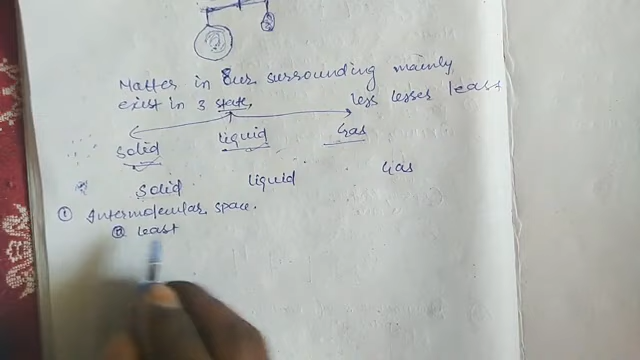 Matter in Our surrounding mainly
exist in 3 state.
less lesser least
solid liquid Gas
solid liquid Gas
① Intermolecular space.
ⓐ least